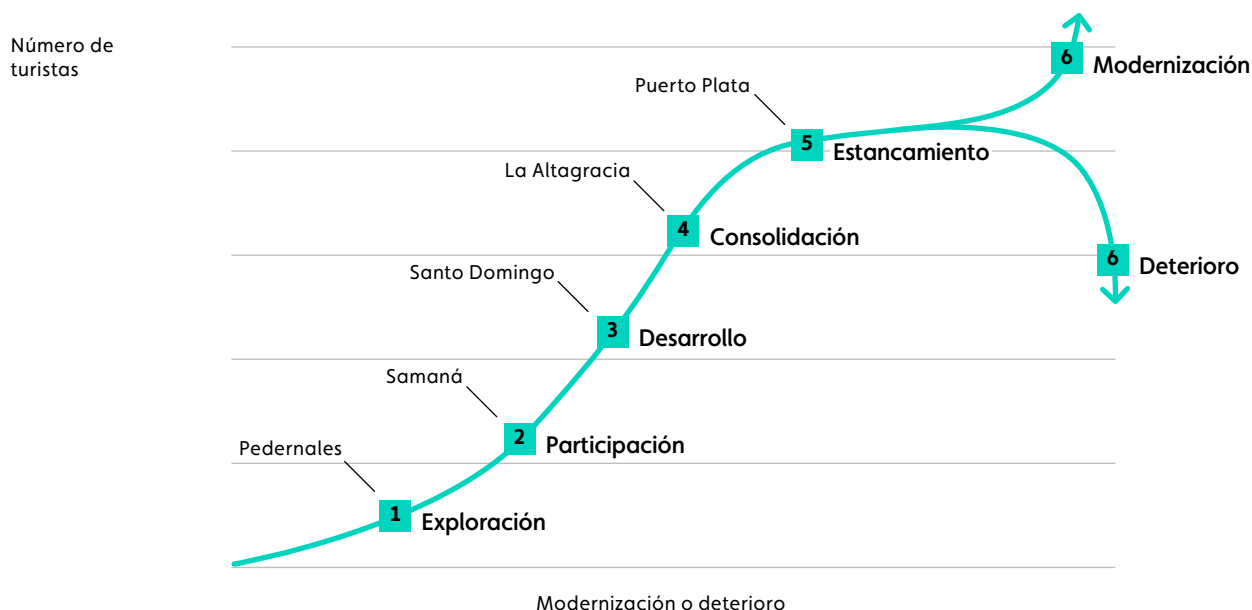 Número de
turistas
6
Modernización
Puerto Plata
5
Estancamiento
La Altagracia
4
Consolidación
6
Deterioro
Santo Domingo
3
Desarrollo
Samaná
2
Participación
Pedernales
1
Exploración
Modernización o deterioro